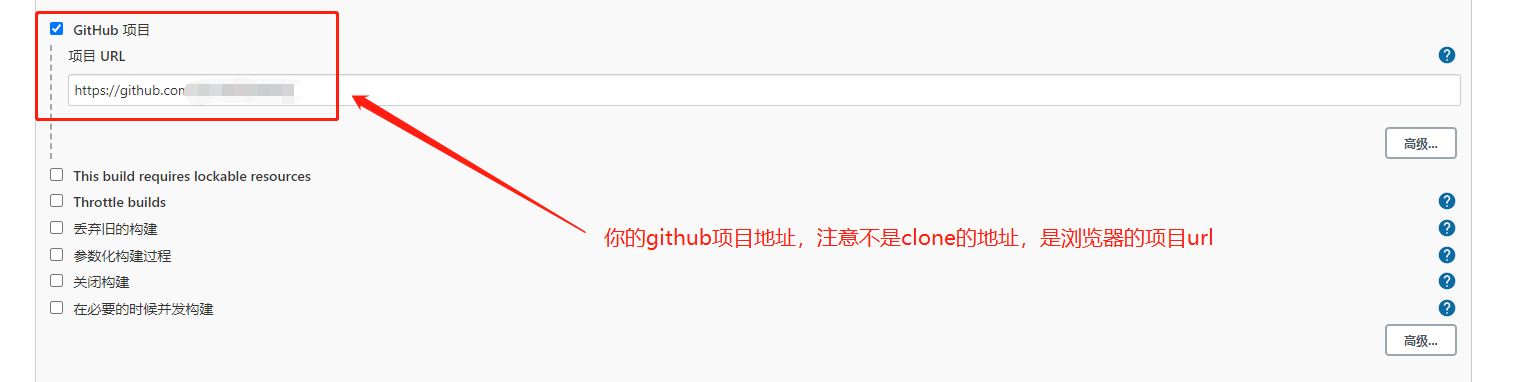 GitHub 项目
项目 URL
https://github.com
高级...
This build requires lockable resources
Throttle builds
丢弃旧的构建
你的github项目地址，注意不是clone的地址，是浏览器的项目url
参数化构建过程
关闭构建
在必要的时候并发构建
高级...